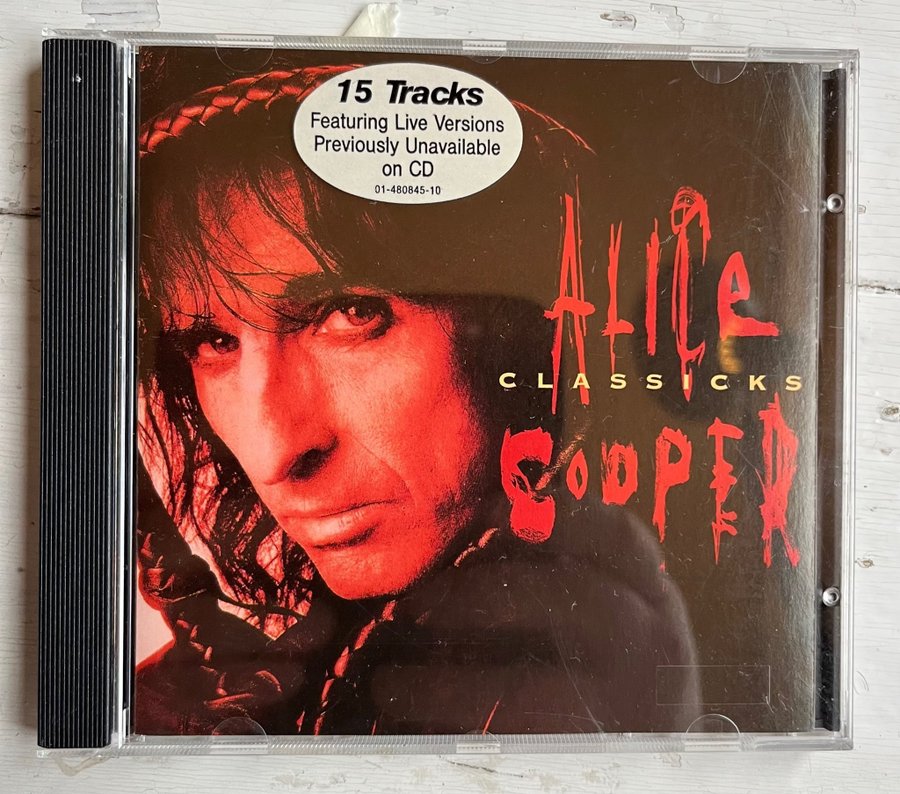 15 Tracks
Featuring Live Versions
Previously Unavailable
on CD
01-480845-10
ALICE
CLASSICKS
COOPER